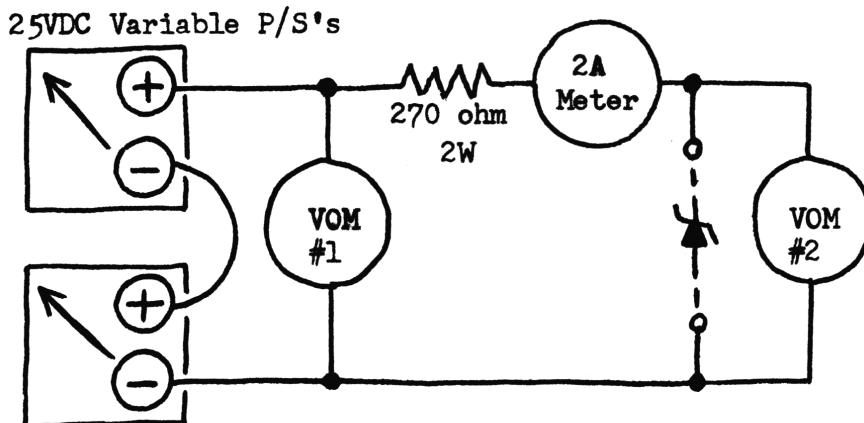 25VDC Variable P/S's
+
−
270 ohm
2W
2A
Meter
VOM
#1
VOM
#2
+
−